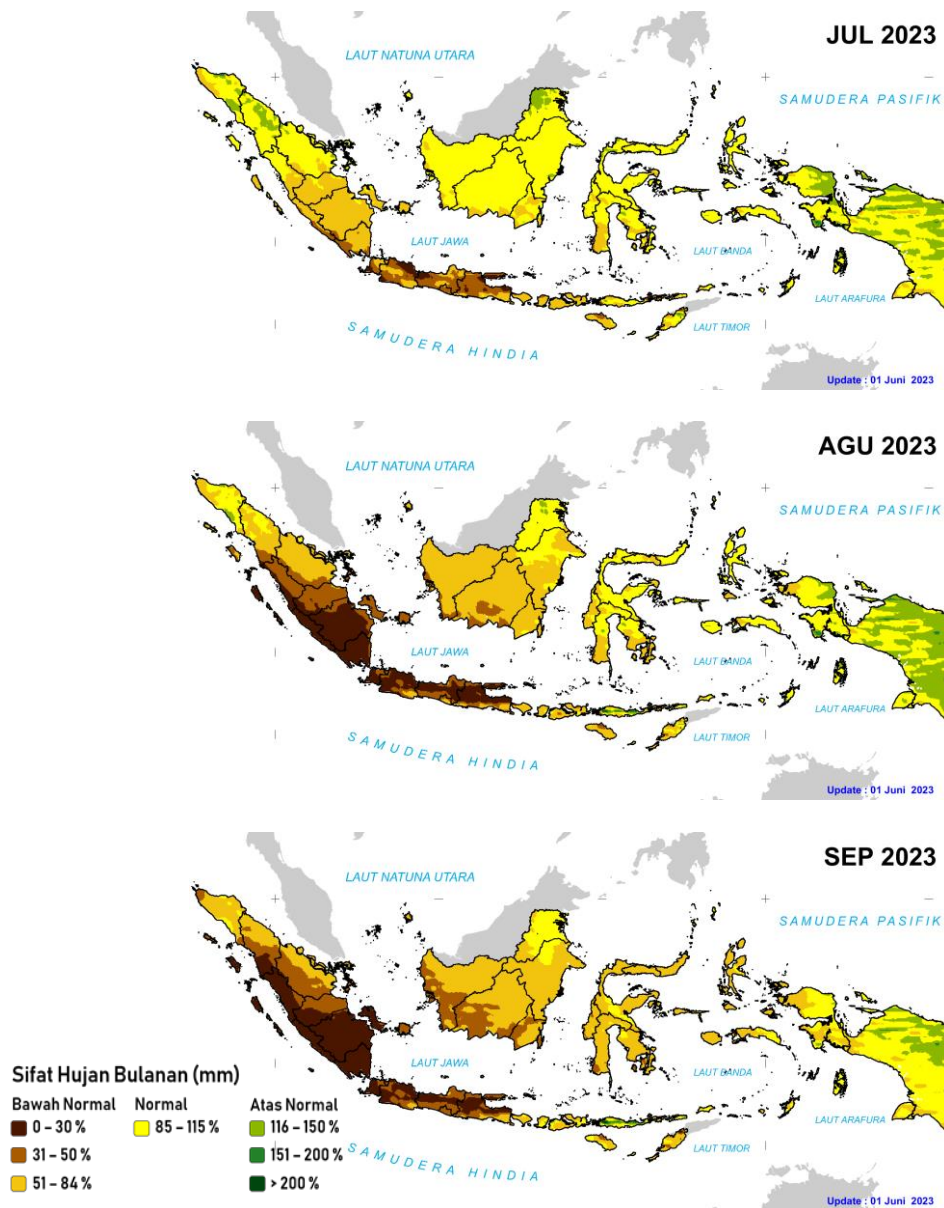 JUL 2023
LAUT NATUNA UTARA
SAMUDERA PASIFIK
LAUT JAWA
LAUT BANDA
LAUT ARAFURA
LAUT TIMOR
SAMUDERA HINDIA
Update : 01 Juni 2023
AGU 2023
LAUT NATUNA UTARA
SAMUDERA PASIFIK
LAUT JAWA
LAUT BANDA
LAUT ARAFURA
LAUT TIMOR
SAMUDERA HINDIA
Update : 01 Juni 2023
SEP 2023
LAUT NATUNA UTARA
SAMUDERA PASIFIK
LAUT JAWA
LAUT BANDA
LAUT ARAFURA
LAUT TIMOR
SAMUDERA HINDIA
Update : 01 Juni 2023
Sifat Hujan Bulanan (mm)
Bawah Normal Normal Atas Normal
0 – 30 % 85 – 115 % 116 – 150 %
31 – 50 % 151 – 200 %
51 – 84 % > 200 %